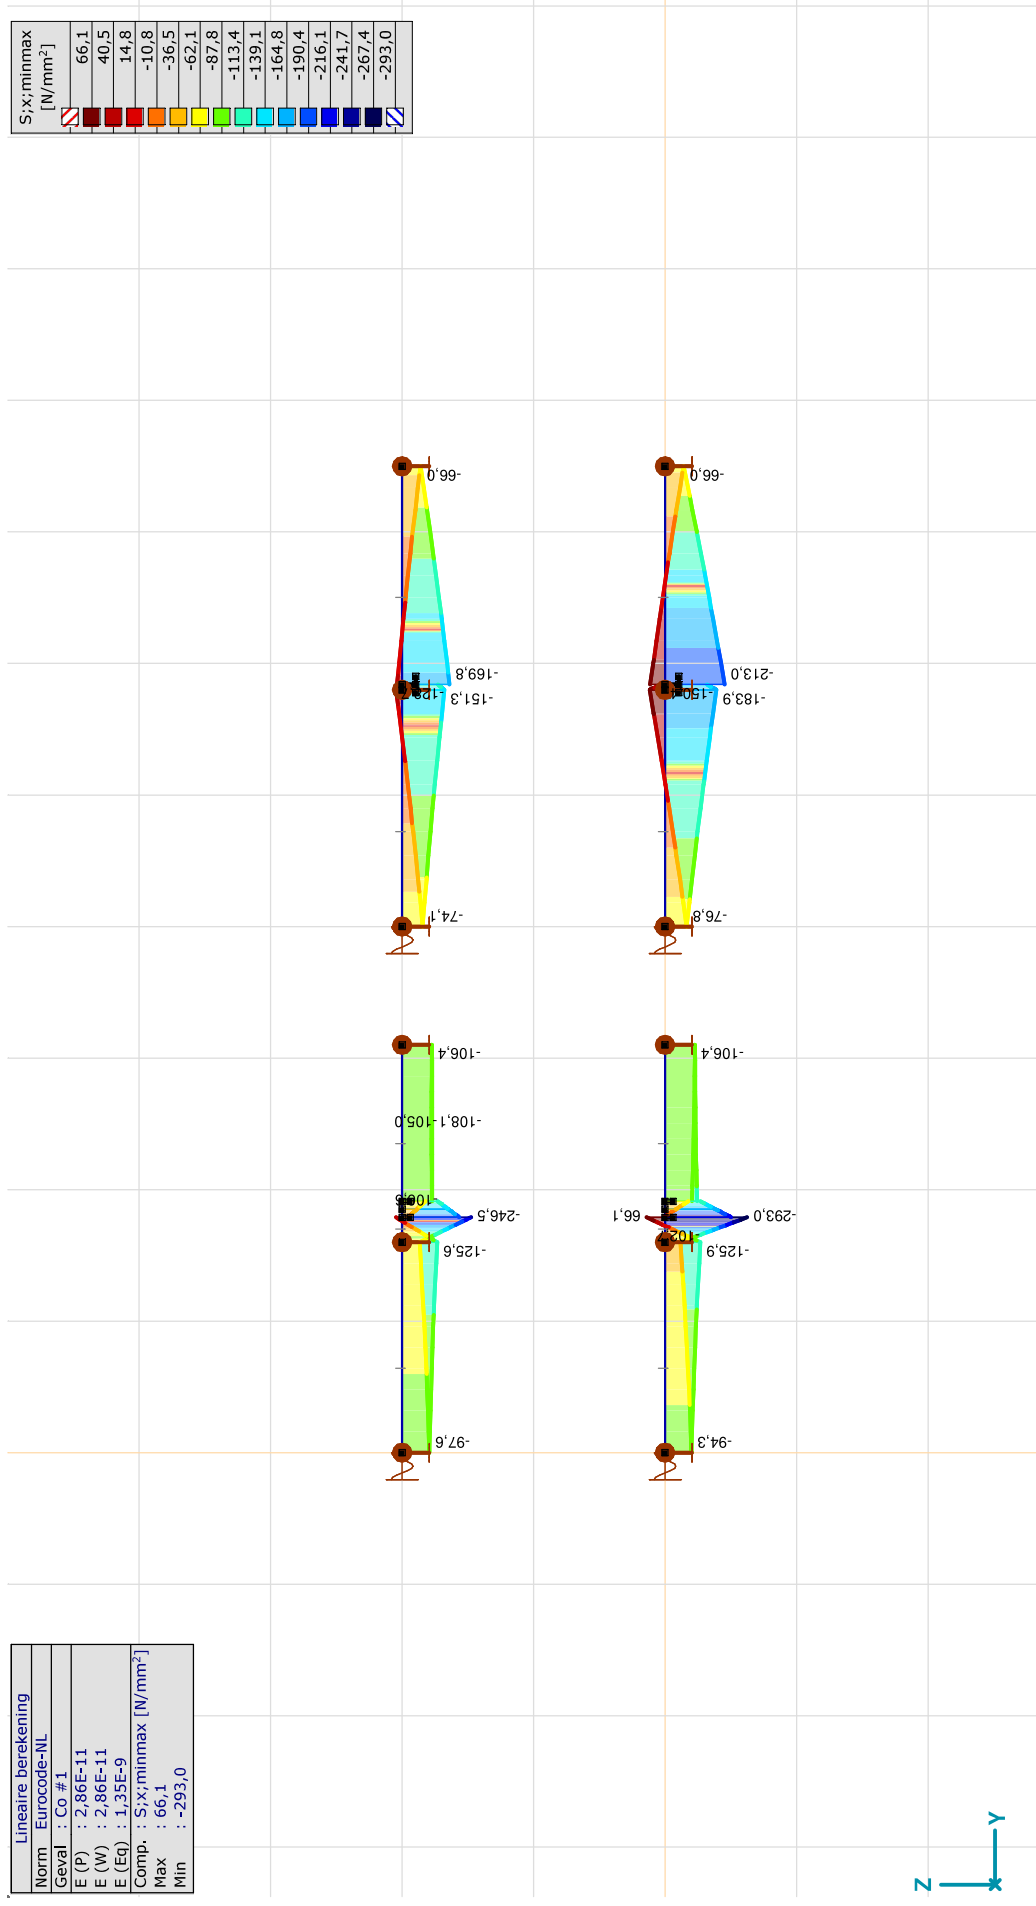 S;x;minmax
[N/mm²]
66,1
40,5
14,8
-10,8
-36,5
-62,1
-87,8
-113,4
-139,1
-164,8
-190,4
-216,1
-241,7
-267,4
-293,0
-66,0
-66,0
-169,8
-151,3
-213,0
-183,9
-74,1
-76,8
-106,4
-106,4
-105,0
-108,1
-246,5
-125,6
66,1
-293,0
-102,7
-125,9
-97,6
-94,3
Lineaire berekening
Norm Eurocode-NL
Geval : Co #1
E (P) : 2,86E-11
E (W) : 2,86E-11
E (Eq) : 1,35E-9
Comp. : S;x;minmax [N/mm²]
Max : 66,1
Min : -293,0
Z
Y
X